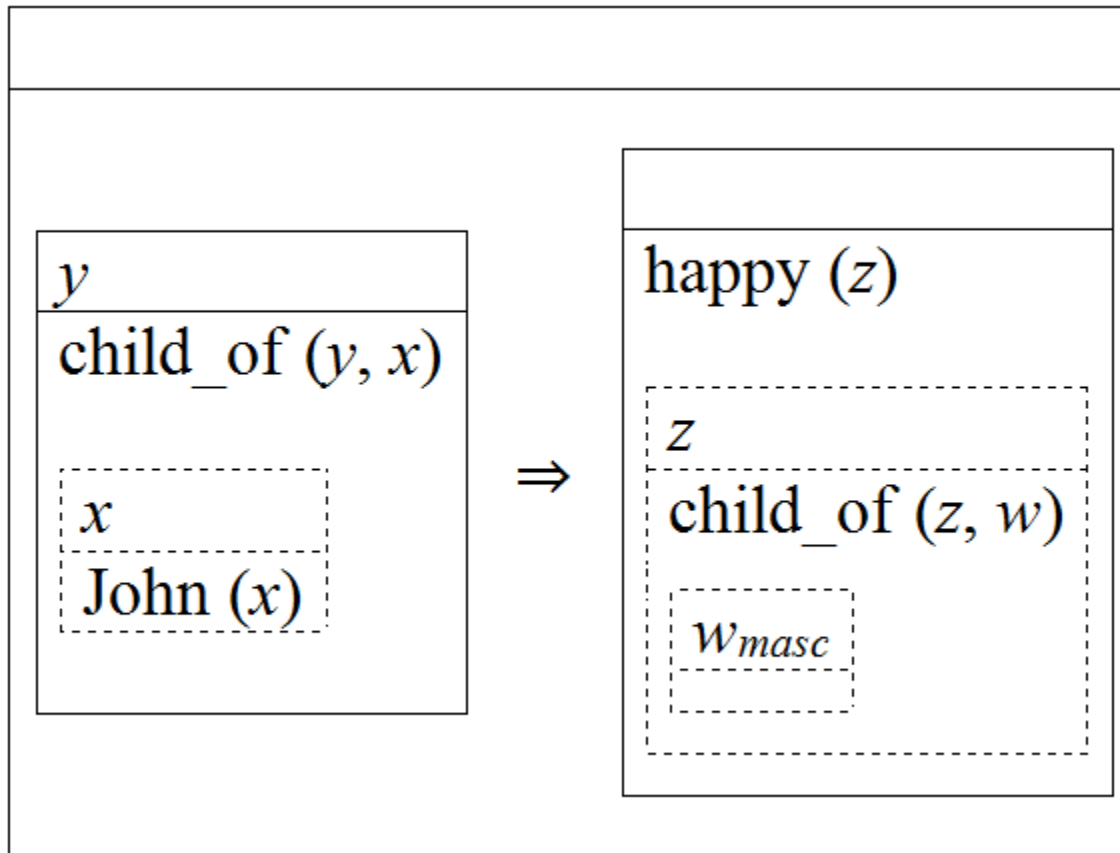 y
child_of (y, x)
x
John (x)
⇒
happy (z)
z
child_of (z, w)
wmasc